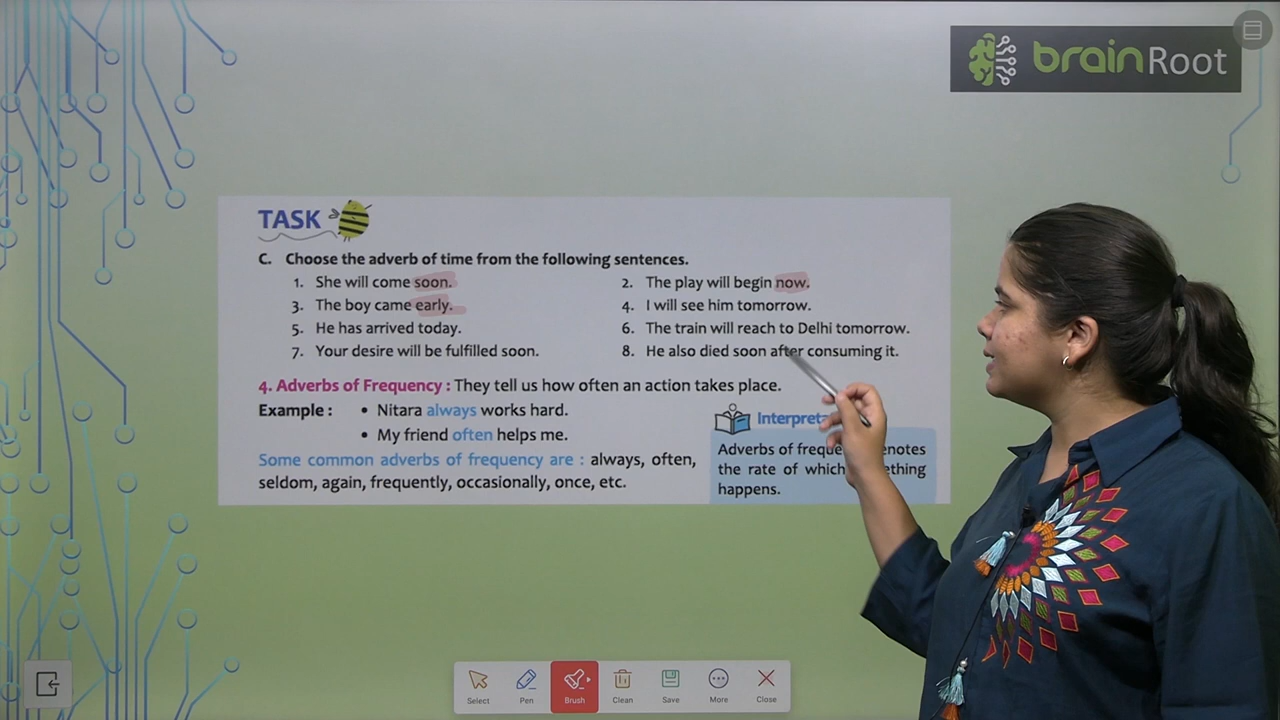 brainRoot
TASK
C. Choose the adverb of time from the following sentences.
1. She will come soon.
2. The play will begin now.
3. The boy came early.
4. I will see him tomorrow.
5. He has arrived today.
6. The train will reach to Delhi tomorrow.
7. Your desire will be fulfilled soon.
8. He also died soon after consuming it.
4. Adverbs of Frequency : They tell us how often an action takes place.
Example : • Nitara always works hard.
• My friend often helps me.
Some common adverbs of frequency are : always, often,
seldom, again, frequently, occasionally, once, etc.
Adverbs of
the rate of which
happens.
Select Pen Brush Clean Save More Close